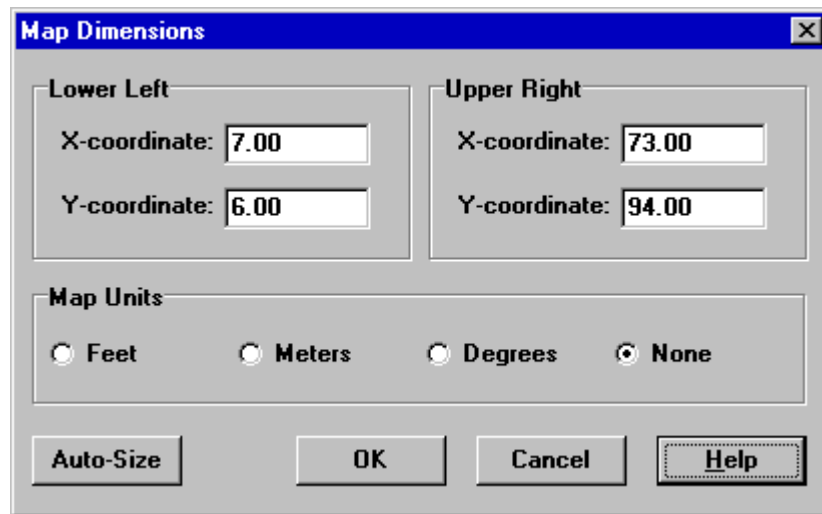 Map Dimensions
Lower Left
X-coordinate: 7.00
Y-coordinate: 6.00
Upper Right
X-coordinate: 73.00
Y-coordinate: 94.00
Map Units
Feet Meters Degrees None
Auto-Size OK Cancel Help